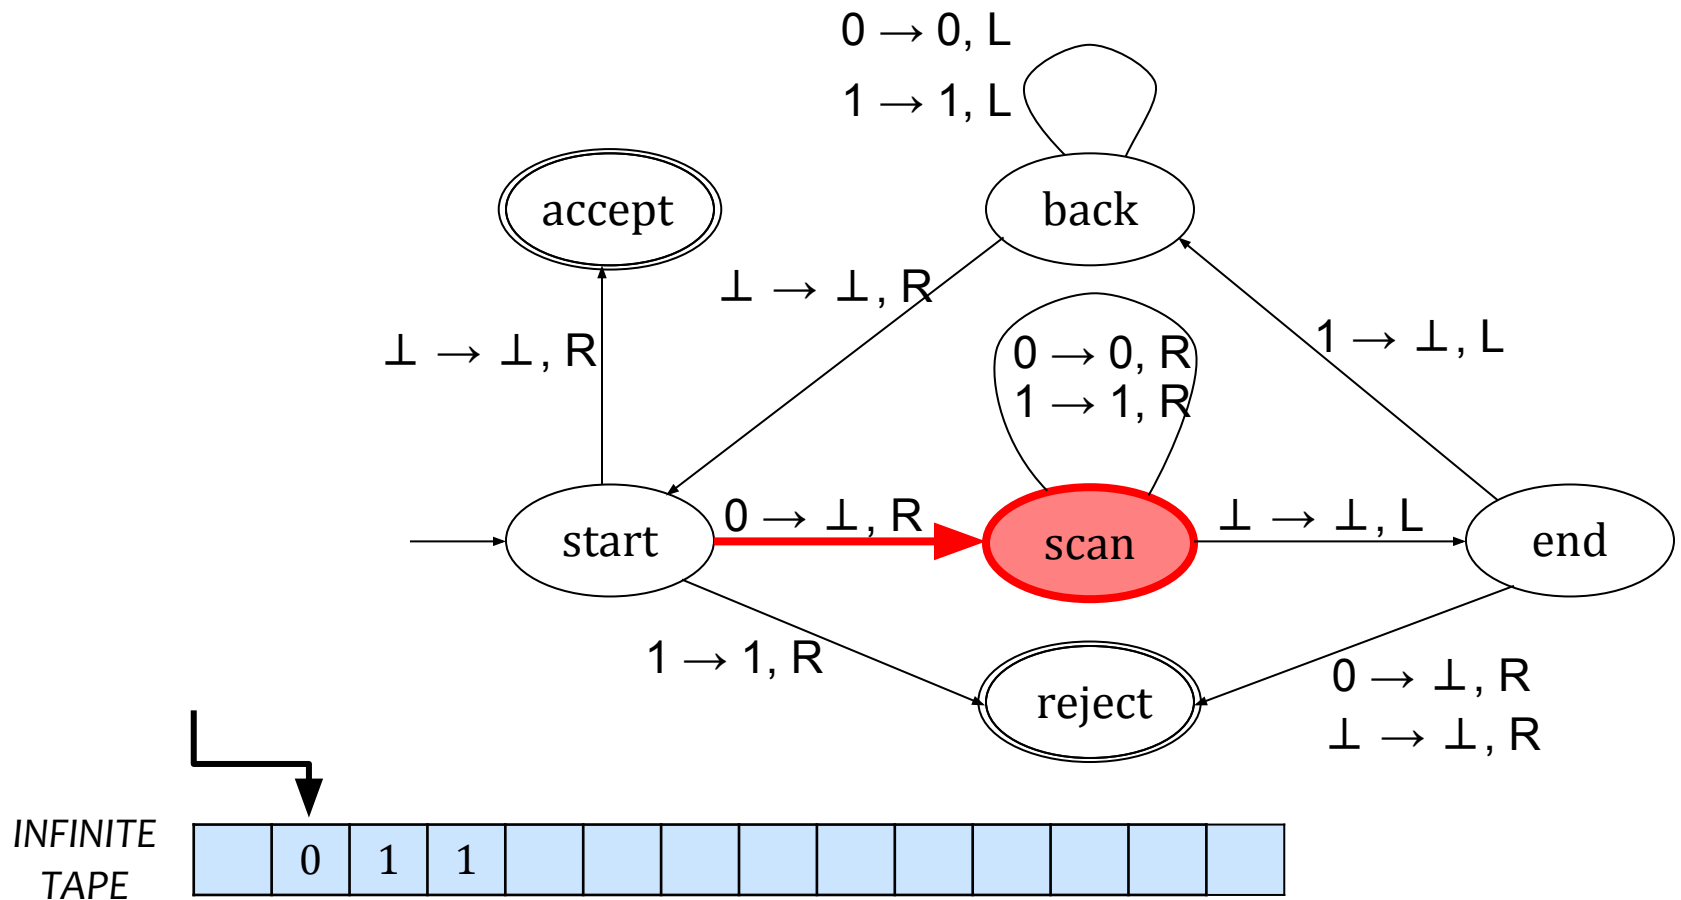 0 → 0, L
1 → 1, L
accept
back
⊥ → ⊥, R
⊥ → ⊥, R
0 → 0, R
1 → 1, R
1 → ⊥, L
start
0 → ⊥, R
scan
⊥ → ⊥, L
end
1 → 1, R
reject
0 → ⊥, R
⊥ → ⊥, R
INFINITE
TAPE
0 1 1